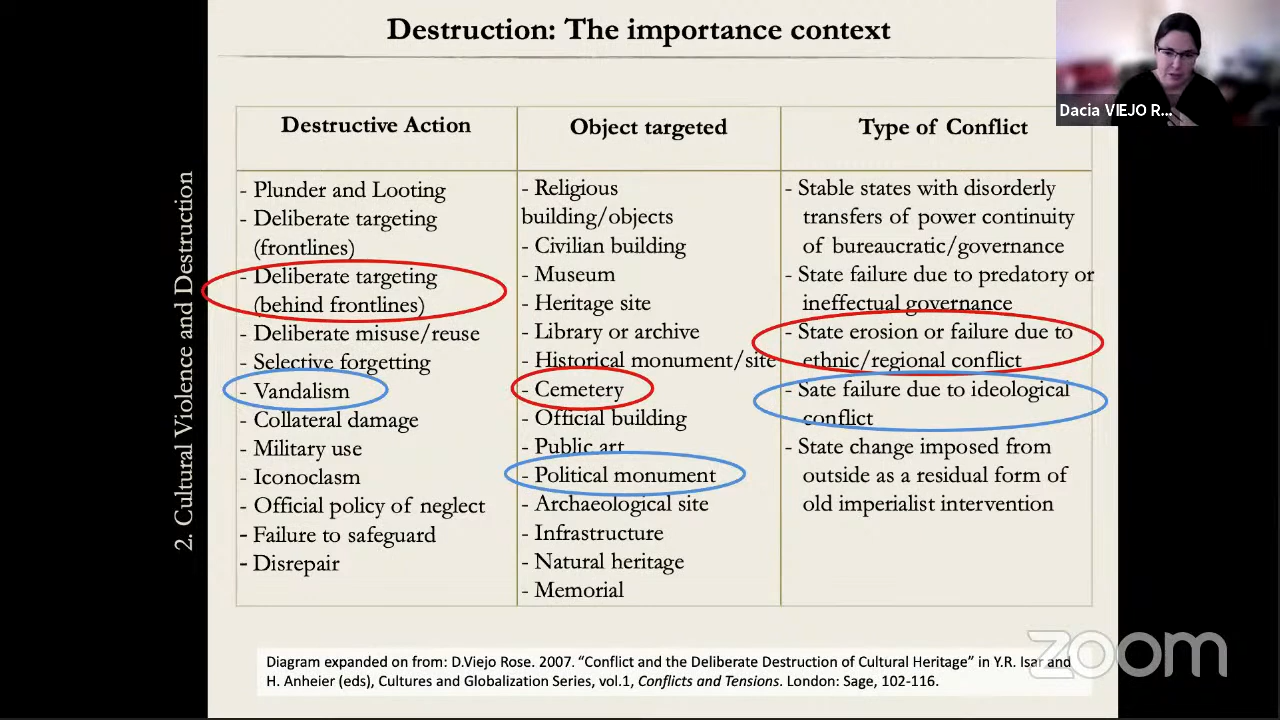 Destruction: The importance context
Dacia VIEJO R...
2. Cultural Violence and Destruction
Destructive Action
- Plunder and Looting
- Deliberate targeting
(frontlines)
- Deliberate targeting
(behind frontlines)
- Deliberate misuse/reuse
- Selective forgetting
- Vandalism
- Collateral damage
- Military use
- Iconoclasm
- Official policy of neglect
- Failure to safeguard
- Disrepair
Object targeted
- Religious
building/objects
- Civilian building
- Museum
- Heritage site
- Library or archive
- Historical monument/site
- Cemetery
- Official building
- Public art
- Political monument
- Archaeological site
- Infrastructure
- Natural heritage
- Memorial
Type of Conflict
- Stable states with disorderly
transfers of power continuity
of bureaucratic/governance
- State failure due to predatory or
ineffectual governance
- State erosion or failure due to
ethnic/regional conflict
- Sate failure due to ideological
conflict
- State change imposed from
outside as a residual form of
old imperialist intervention
Diagram expanded on from: D.Viejo Rose. 2007. “Conflict and the Deliberate Destruction of Cultural Heritage” in Y.R. Isar and
H. Anheier (eds), Cultures and Globalization Series, vol.1, Conflicts and Tensions. London: Sage, 102-116.
zoom